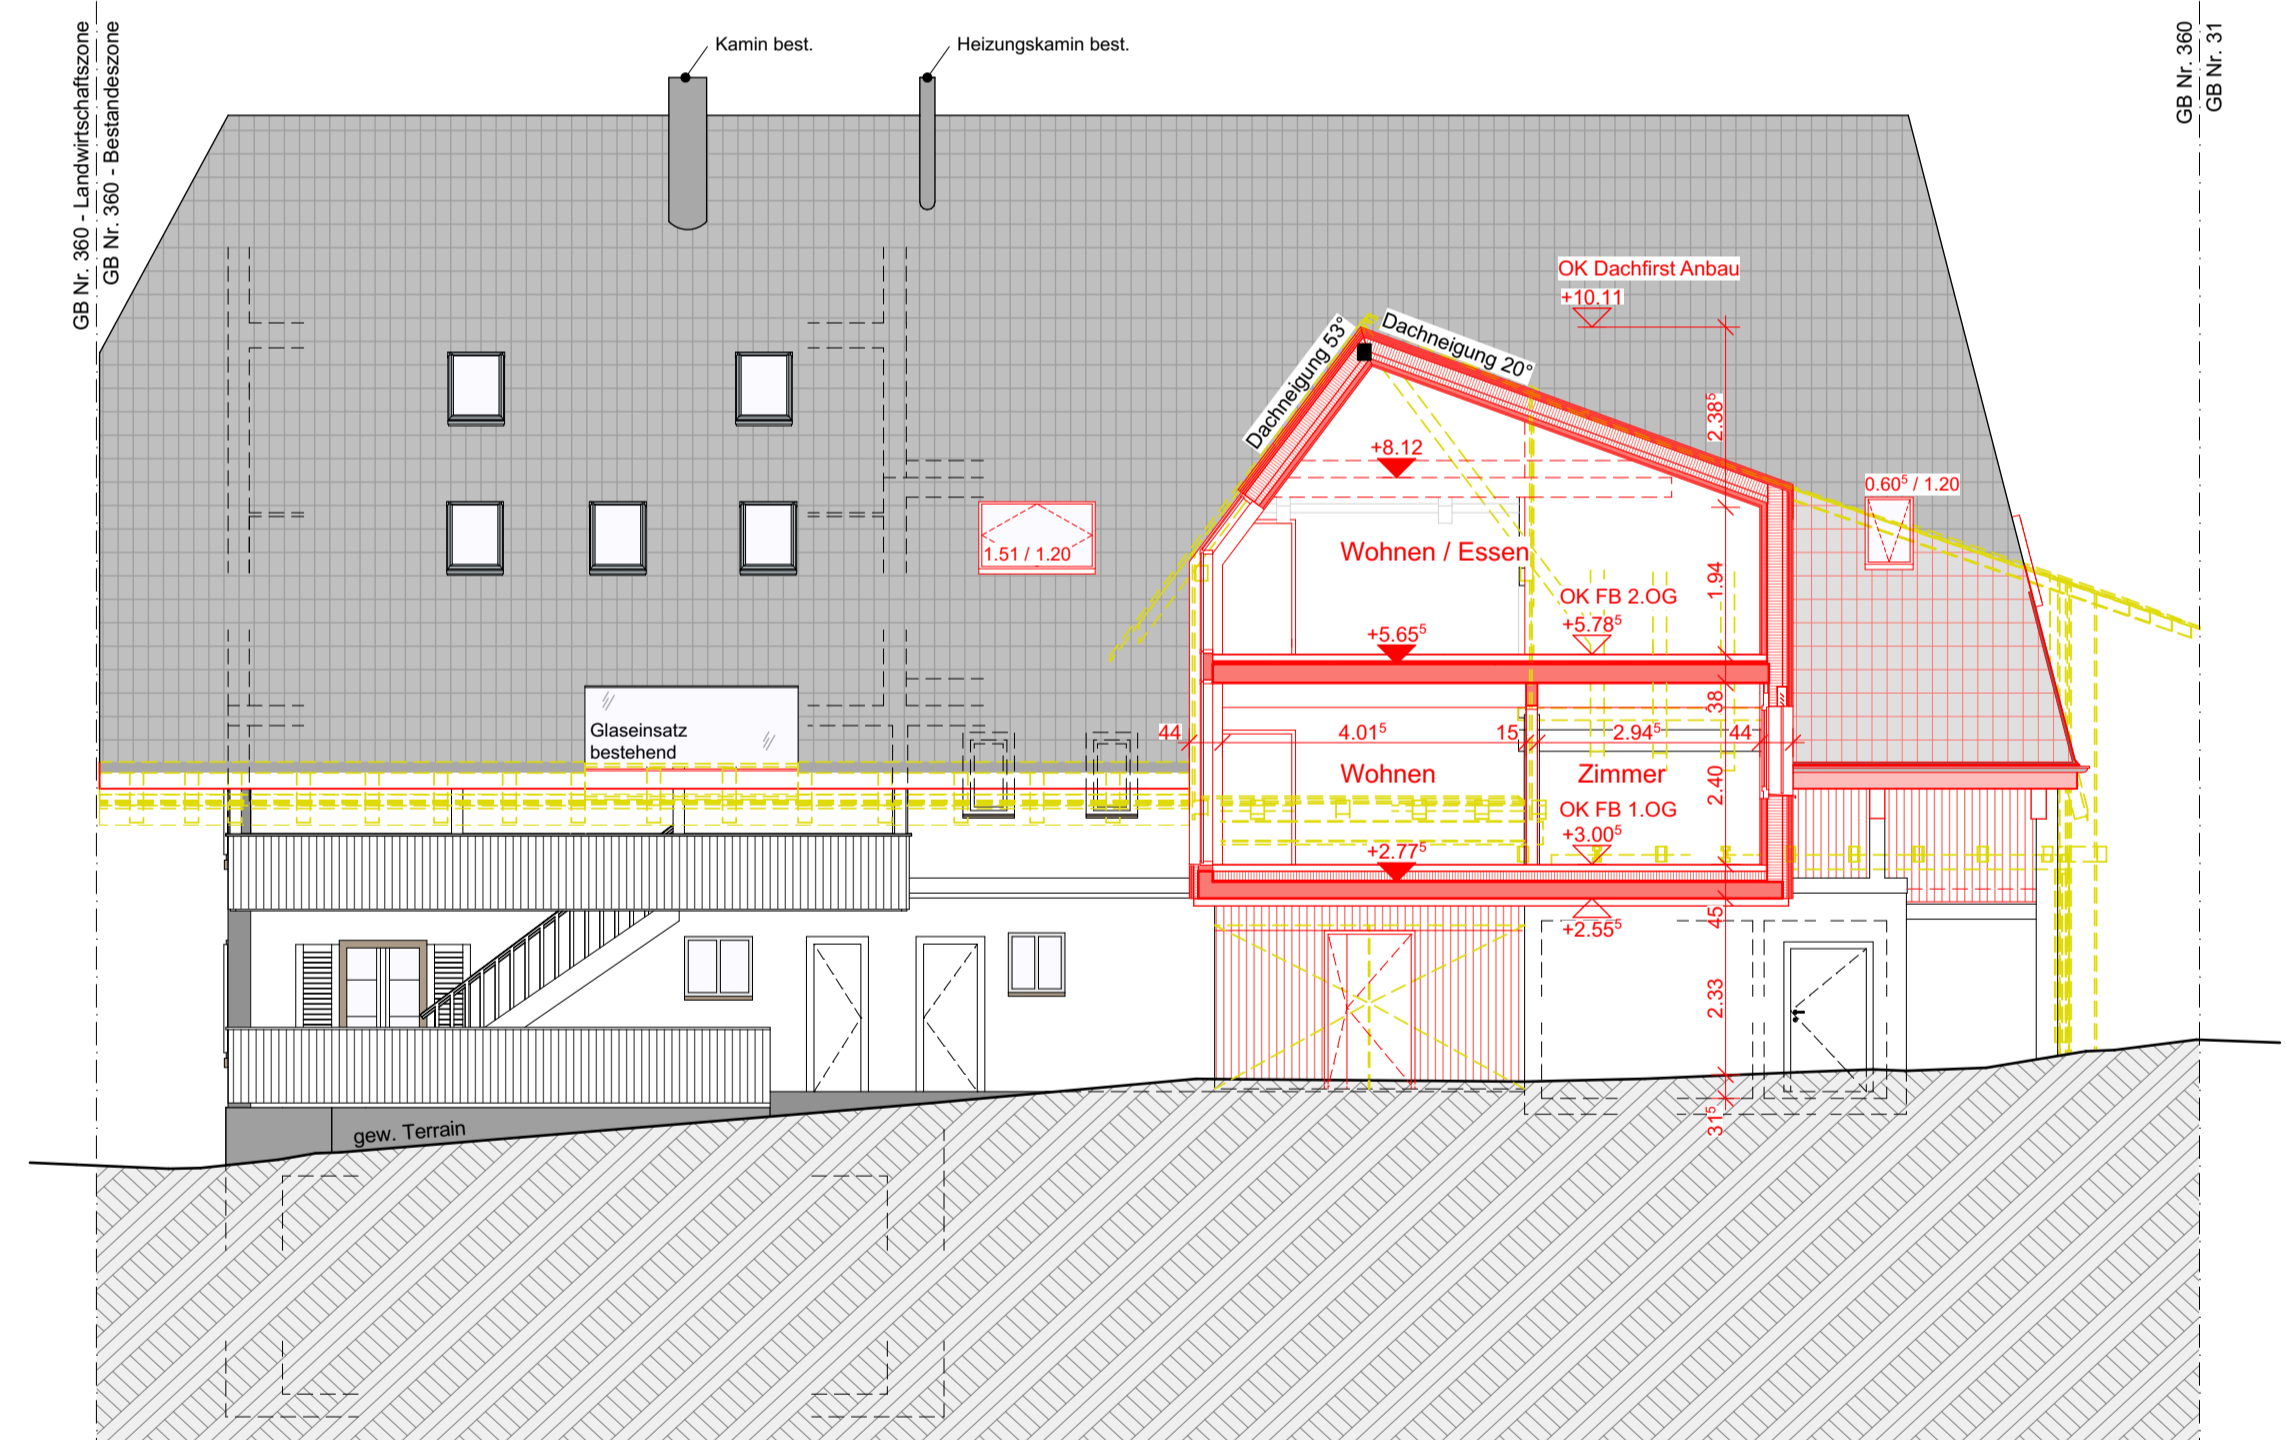 GB Nr. 360 - Landwirtschaftszone
GB Nr. 360 - Bestandeszone
Kamin best.
Heizungskamin best.
GB Nr. 360
GB Nr. 31
OK Dachfirst Anbau
+10.11
Dachneigung 53°
Dachneigung 20°
2.38⁵
+8.12
0.60⁵ / 1.20
1.51 / 1.20
Wohnen / Essen
1.94
OK FB 2.OG
+5.78⁵
+5.65⁵
38
Glaseinsatz
bestehend
44
4.01⁵
15
2.94⁵
44
Wohnen
Zimmer
2.40
OK FB 1.OG
+3.00⁵
+2.77⁵
45
+2.55⁵
2.33
31⁵
gew. Terrain